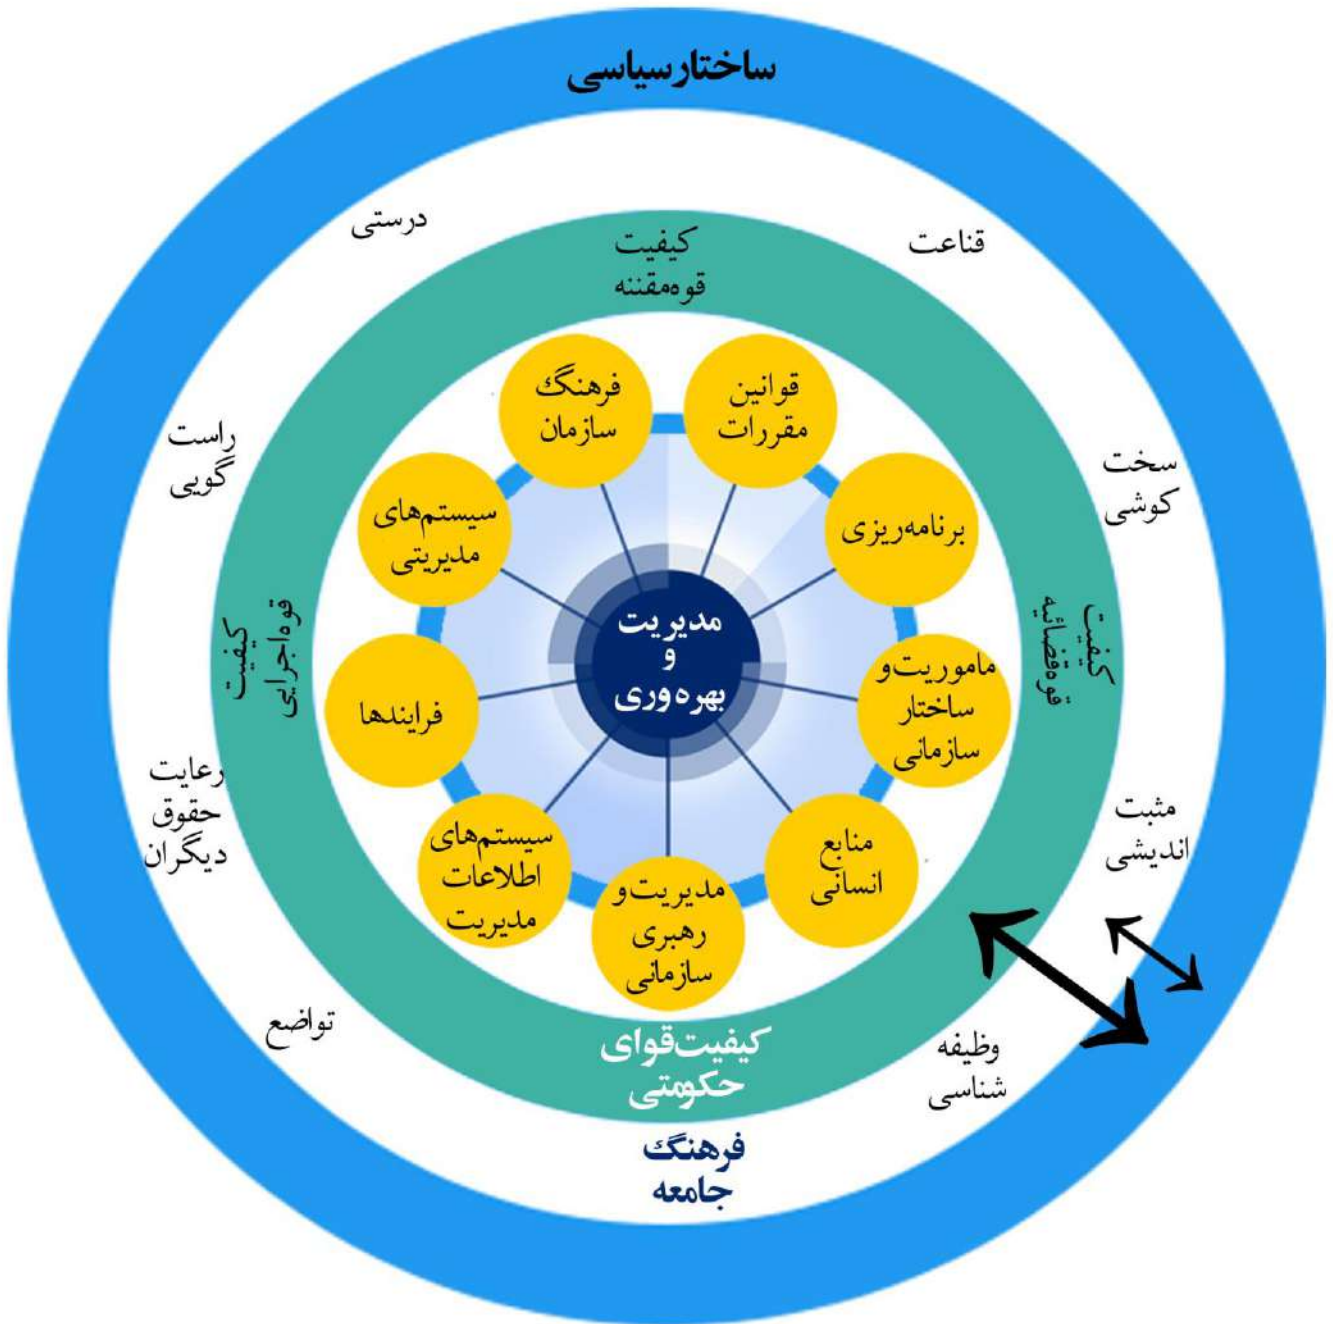 ساختار سیاسی
قناعت
درستی
کیفیت
قوه مقننه
قوانین
مقررات
فرهنگ
سازمان
سخت
کوشی
راست
گویی
برنامه‌ریزی
سیستم‌های
مدیریتی
مدیریت
و
بهره‌وری
کیفیت
قوه قضائیه
کیفیت
قوه اجرایی
ماموریت و
ساختار
سازمانی
فرایندها
مثبت
اندیشی
رعایت
حقوق
دیگران
منابع
انسانی
مدیریت و
رهبری
سازمانی
سیستم‌های
اطلاعات
مدیریت
وظیفه
شناسی
تواضع
کیفیت قوای
حکومتی
فرهنگ
جامعه